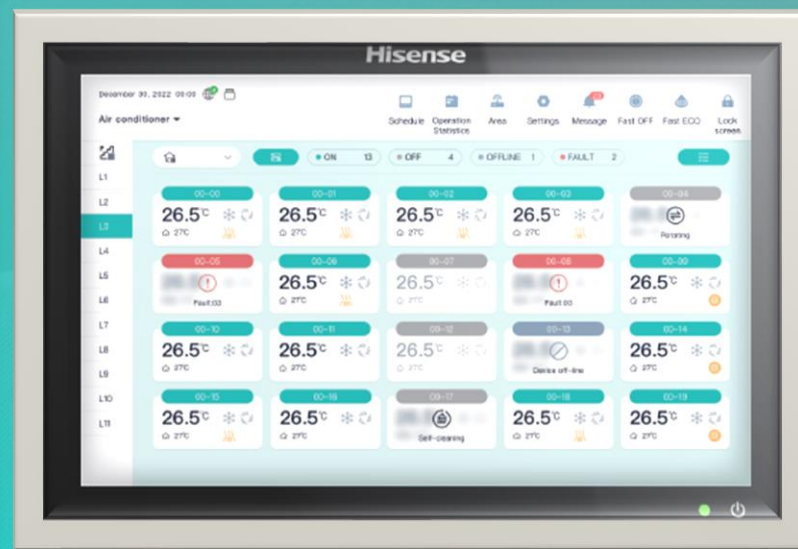 Hisense
December 30, 2022 09:00
Air conditioner
Schedule Operation Statistics Area Settings Message Fast OFF Fast ECO Lock screen
ON 13 OFF 4 OFFLINE 1 FAULT 2
L1
L2
L3
L4
L5
L6
L7
L8
L9
L10
L11
00-00 00-01 00-02 00-03 00-04
26.5°C 26.5°C 26.5°C 26.5°C
27°C 27°C 27°C 27°C
00-05 00-06 00-07 00-08 00-09
26.5°C 26.5°C 26.5°C
Fault:03 27°C 27°C Fault:03 27°C
00-10 00-11 00-12 00-13 00-14
26.5°C 26.5°C 26.5°C 26.5°C
27°C 27°C 27°C Device off-line 27°C
00-15 00-16 00-17 00-18 00-19
26.5°C 26.5°C 26.5°C 26.5°C
27°C 27°C Self-cleaning 27°C 27°C